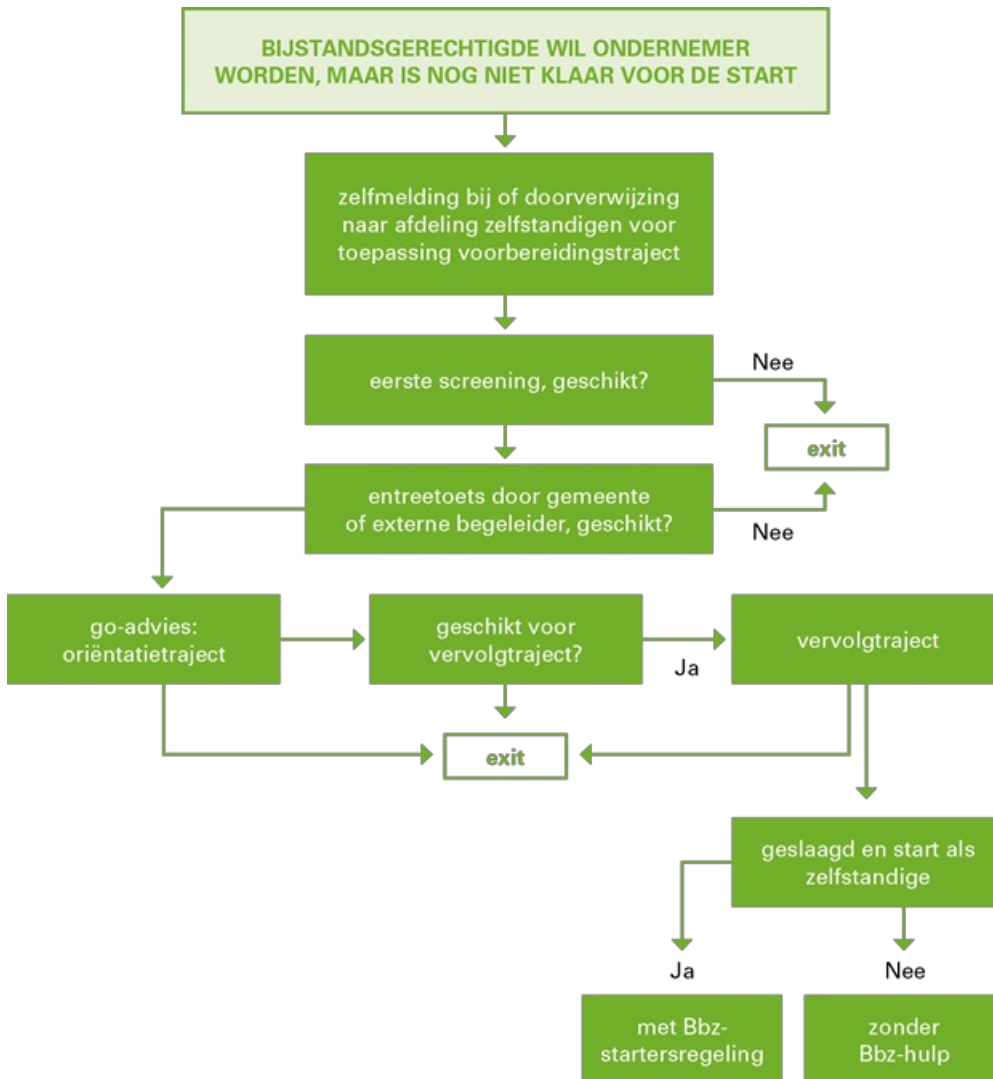 BIJSTANDSGERECHTIGDE WIL ONDERNEMER
WORDEN, MAAR IS NOG NIET KLAAR VOOR DE START
zelfmelding bij of doorverwijzing
naar afdeling zelfstandigen voor
toepassing voorbereidingstraject
eerste screening, geschikt?
Nee
exit
entreetoets door gemeente
of externe begeleider, geschikt?
Nee
go-advies:
oriëntatietraject
geschikt voor
vervolgtraject?
Ja
vervolgtraject
exit
geslaagd en start als
zelfstandige
Ja
Nee
met Bbz-
startersregeling
zonder
Bbz-hulp